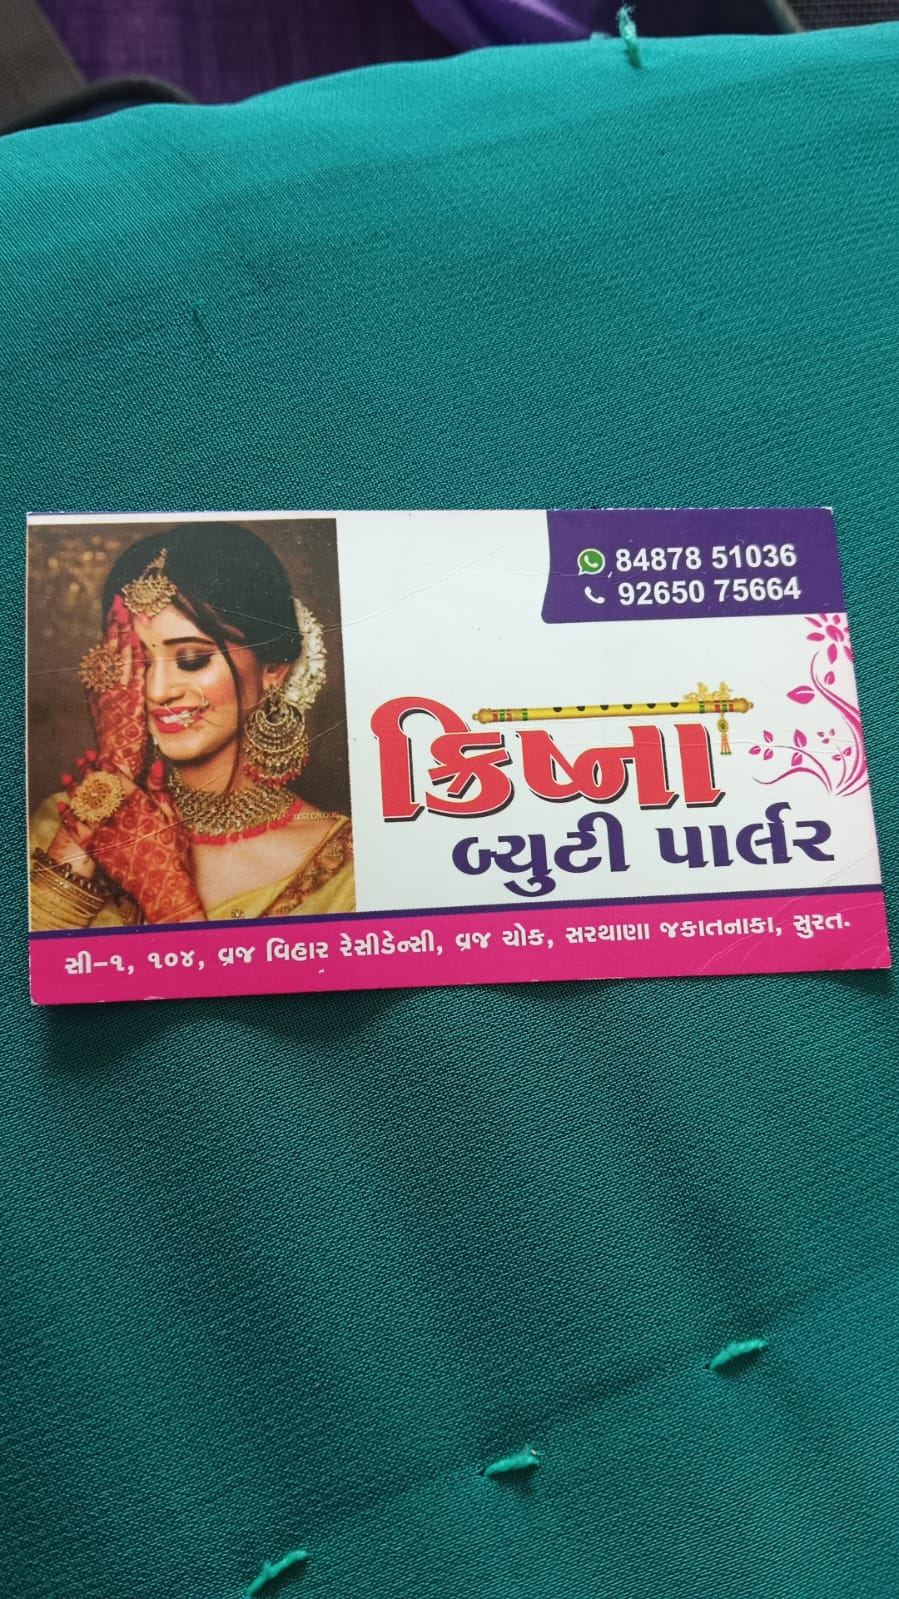 84878 51036
92650 75664
ક્રિષ્ના
બ્યુટી પાર્લર
સી-૧, ૧૦૪, વ્રજ વિહાર રેસીડેન્સી, વ્રજ ચોક, સરથાણા જકાતનાકા, સુરત.